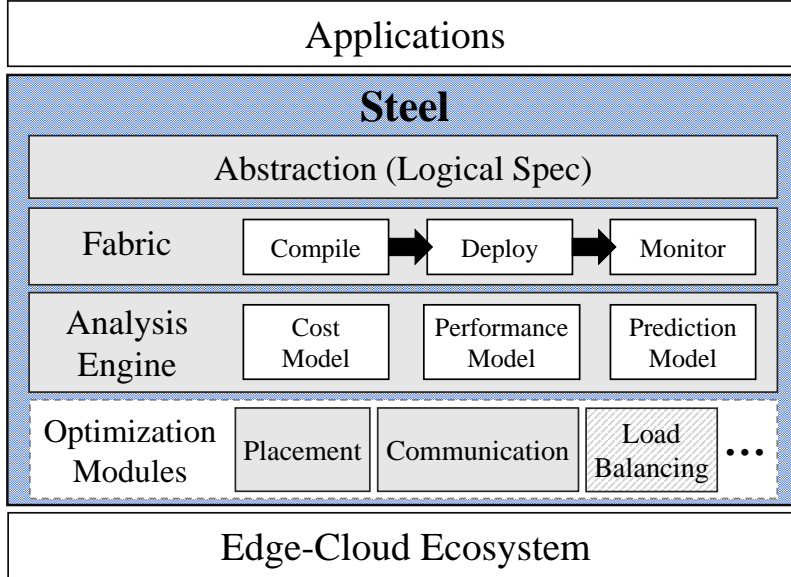 Applications
Steel
Abstraction (Logical Spec)
Fabric
Compile
Deploy
Monitor
Analysis
Engine
Cost
Model
Performance
Model
Prediction
Model
Optimization
Modules
Placement
Communication
Load
Balancing
...
Edge-Cloud Ecosystem